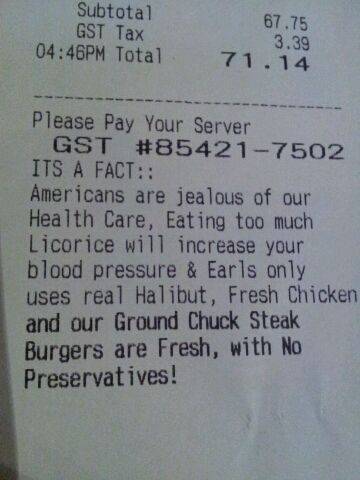 Subtotal 67.75
GST Tax 3.39
04:46PM Total 71.14
Please Pay Your Server
GST #85421-7502
ITS A FACT::
Americans are jealous of our
Health Care, Eating too much
Licorice will increase your
blood pressure & Earls only
uses real Halibut, Fresh Chicken
and our Ground Chuck Steak
Burgers are Fresh, with No
Preservatives!